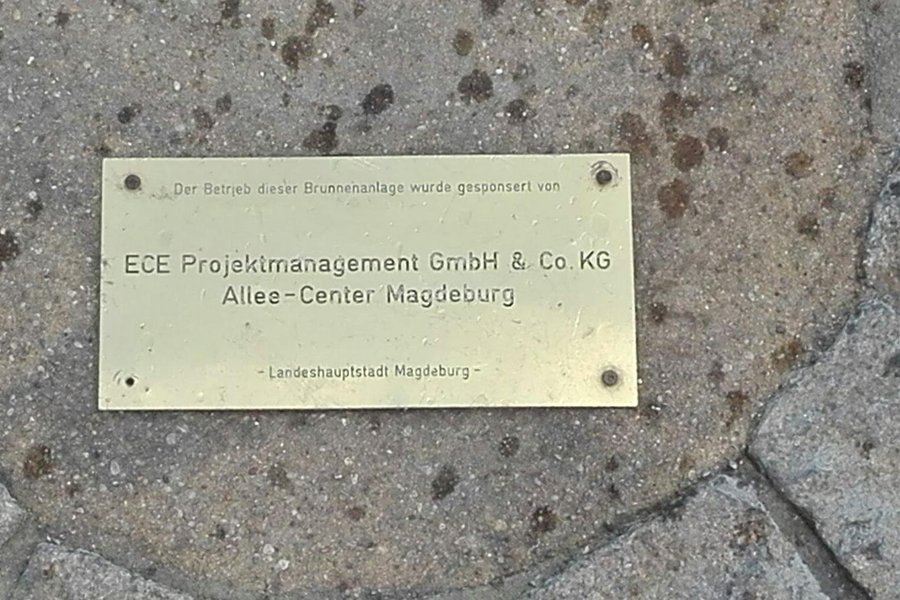 Der Betrieb dieser Brunnenanlage wurde gesponsert von
ECE Projektmanagement GmbH & Co. KG
Allee-Center Magdeburg
- Landeshauptstadt Magdeburg -